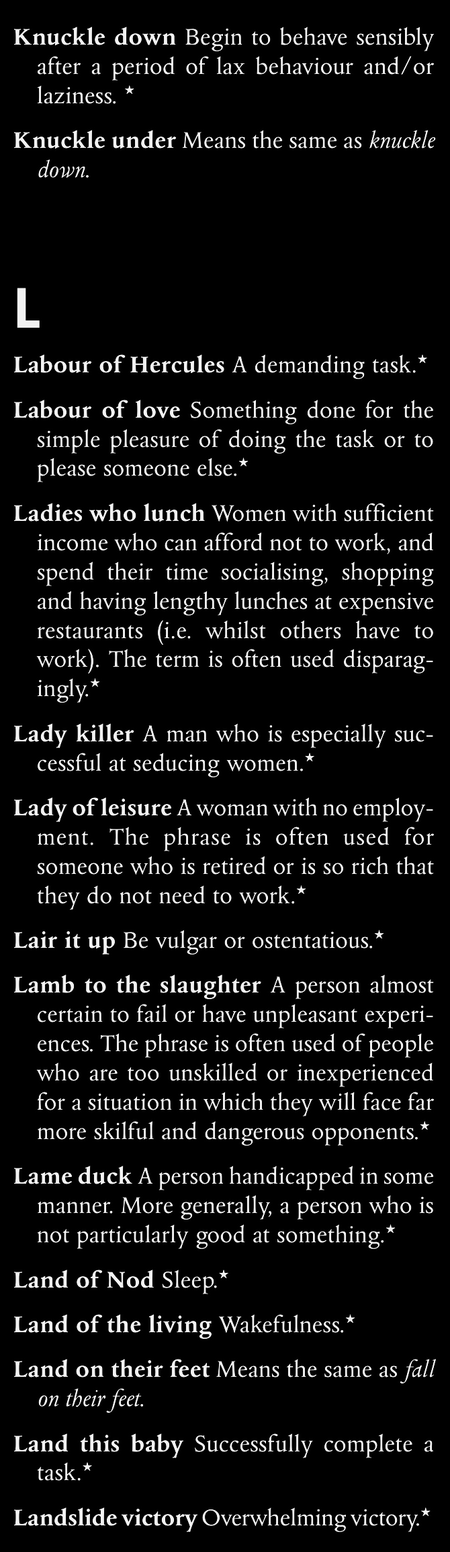 Knuckle down Begin to behave sensibly
after a period of lax behaviour and/or
laziness. ★
Knuckle under Means the same as knuckle
down.
L
Labour of Hercules A demanding task.★
Labour of love Something done for the
simple pleasure of doing the task or to
please someone else.★
Ladies who lunch Women with sufficient
income who can afford not to work, and
spend their time socialising, shopping
and having lengthy lunches at expensive
restaurants (i.e. whilst others have to
work). The term is often used disparag-
ingly.★
Lady killer A man who is especially suc-
cessful at seducing women.★
Lady of leisure A woman with no employ-
ment. The phrase is often used for
someone who is retired or is so rich that
they do not need to work.★
Lair it up Be vulgar or ostentatious.★
Lamb to the slaughter A person almost
certain to fail or have unpleasant experi-
ences. The phrase is often used of people
who are too unskilled or inexperienced
for a situation in which they will face far
more skilful and dangerous opponents.★
Lame duck A person handicapped in some
manner. More generally, a person who is
not particularly good at something.★
Land of Nod Sleep.★
Land of the living Wakefulness.★
Land on their feet Means the same as fall
on their feet.
Land this baby Successfully complete a
task.★
Landslide victory Overwhelming victory.★